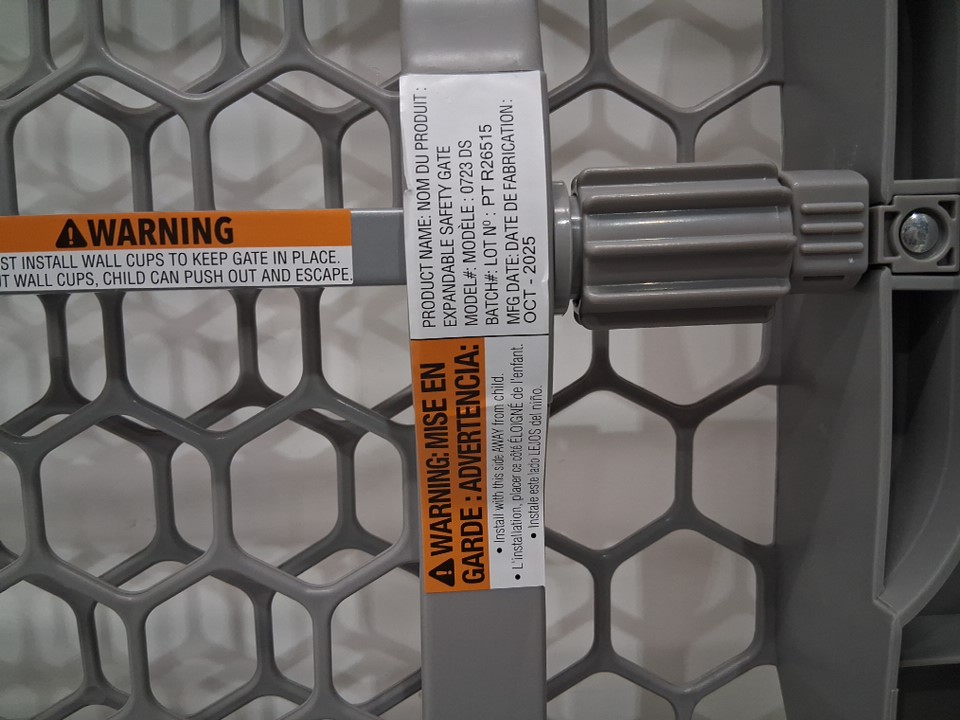 ⚠WARNING
ST INSTALL WALL CUPS TO KEEP GATE IN PLACE.
T WALL CUPS, CHILD CAN PUSH OUT AND ESCAPE.
PRODUCT NAME: NOM DU PRODUIT :
EXPANDABLE SAFETY GATE
MODEL#: MODÈLE : 0723 DS
BATCH#: LOT Nº : PT R26515
MFG DATE: DATE DE FABRICATION :
OCT - 2025
⚠ WARNING: MISE EN
GARDE : ADVERTENCIA:
• Install with this side AWAY from child.
• L'installation, placer ce côté ÉLOIGNÉ de l'enfant.
• Instale este lado LEJOS del niño.